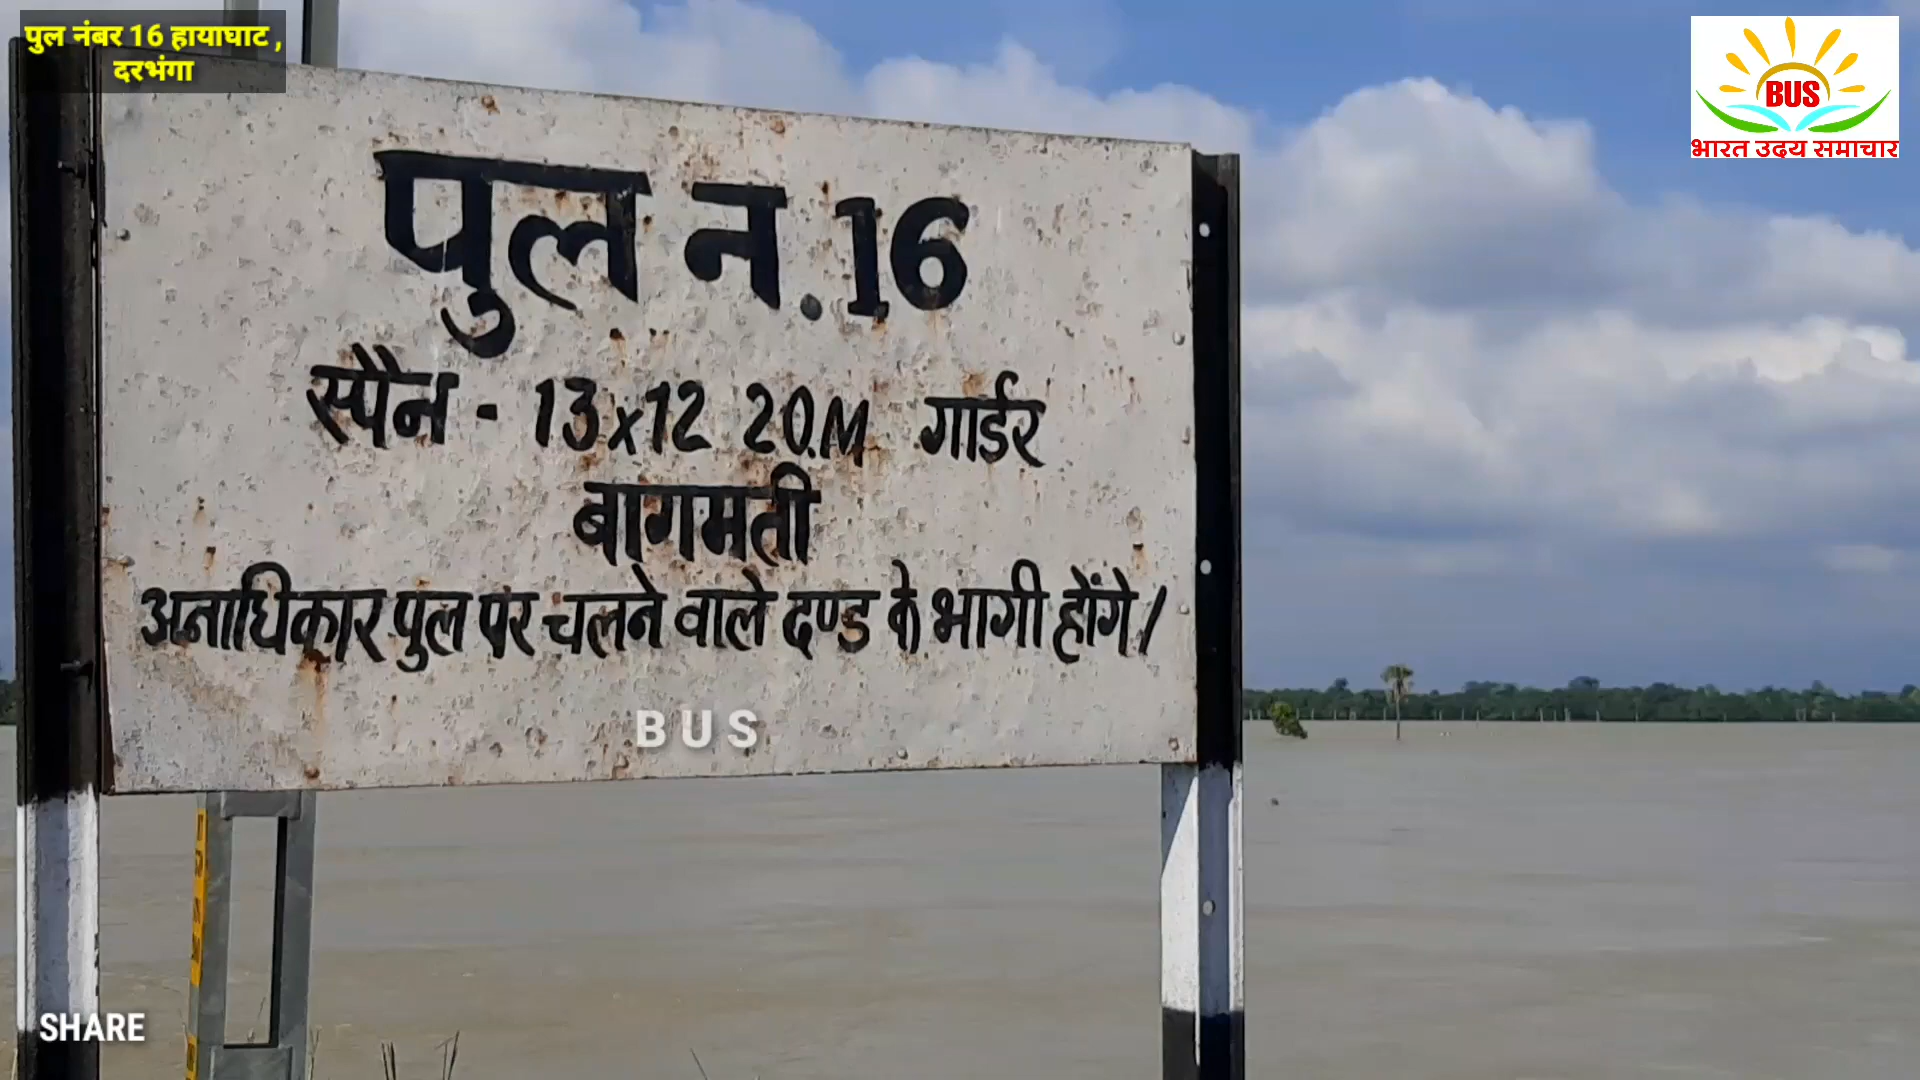 पुल नंबर 16 हायाघाट ,
दरभंगा
BUS
भारत उदय समाचार
पुल न.16
स्पैन - 13x12 20.M गार्डर
बागमती
अनाधिकार पुल पर चलने वाले दण्ड के भागी होंगे/
BUS
SHARE